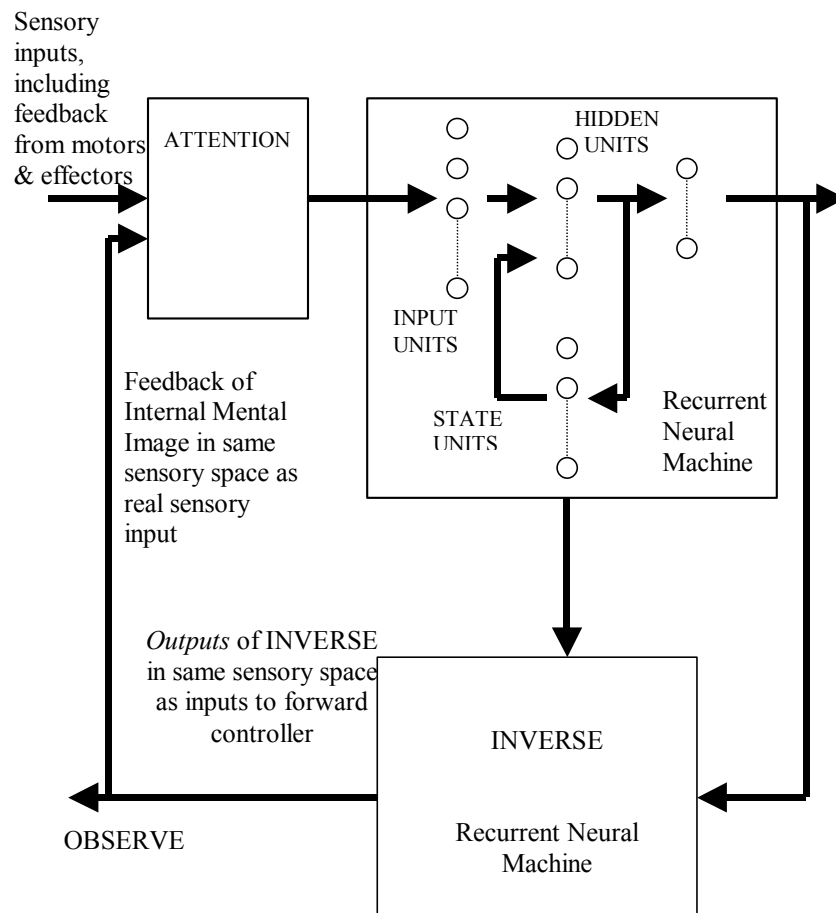 Sensory
inputs,
including
feedback
from motors
& effectors
ATTENTION
HIDDEN
UNITS
INPUT
UNITS
STATE
UNITS
Recurrent
Neural
Machine
Feedback of
Internal Mental
Image in same
sensory space as
real sensory
input
Outputs of INVERSE
in same sensory space
as inputs to forward
controller
INVERSE
Recurrent Neural
Machine
OBSERVE